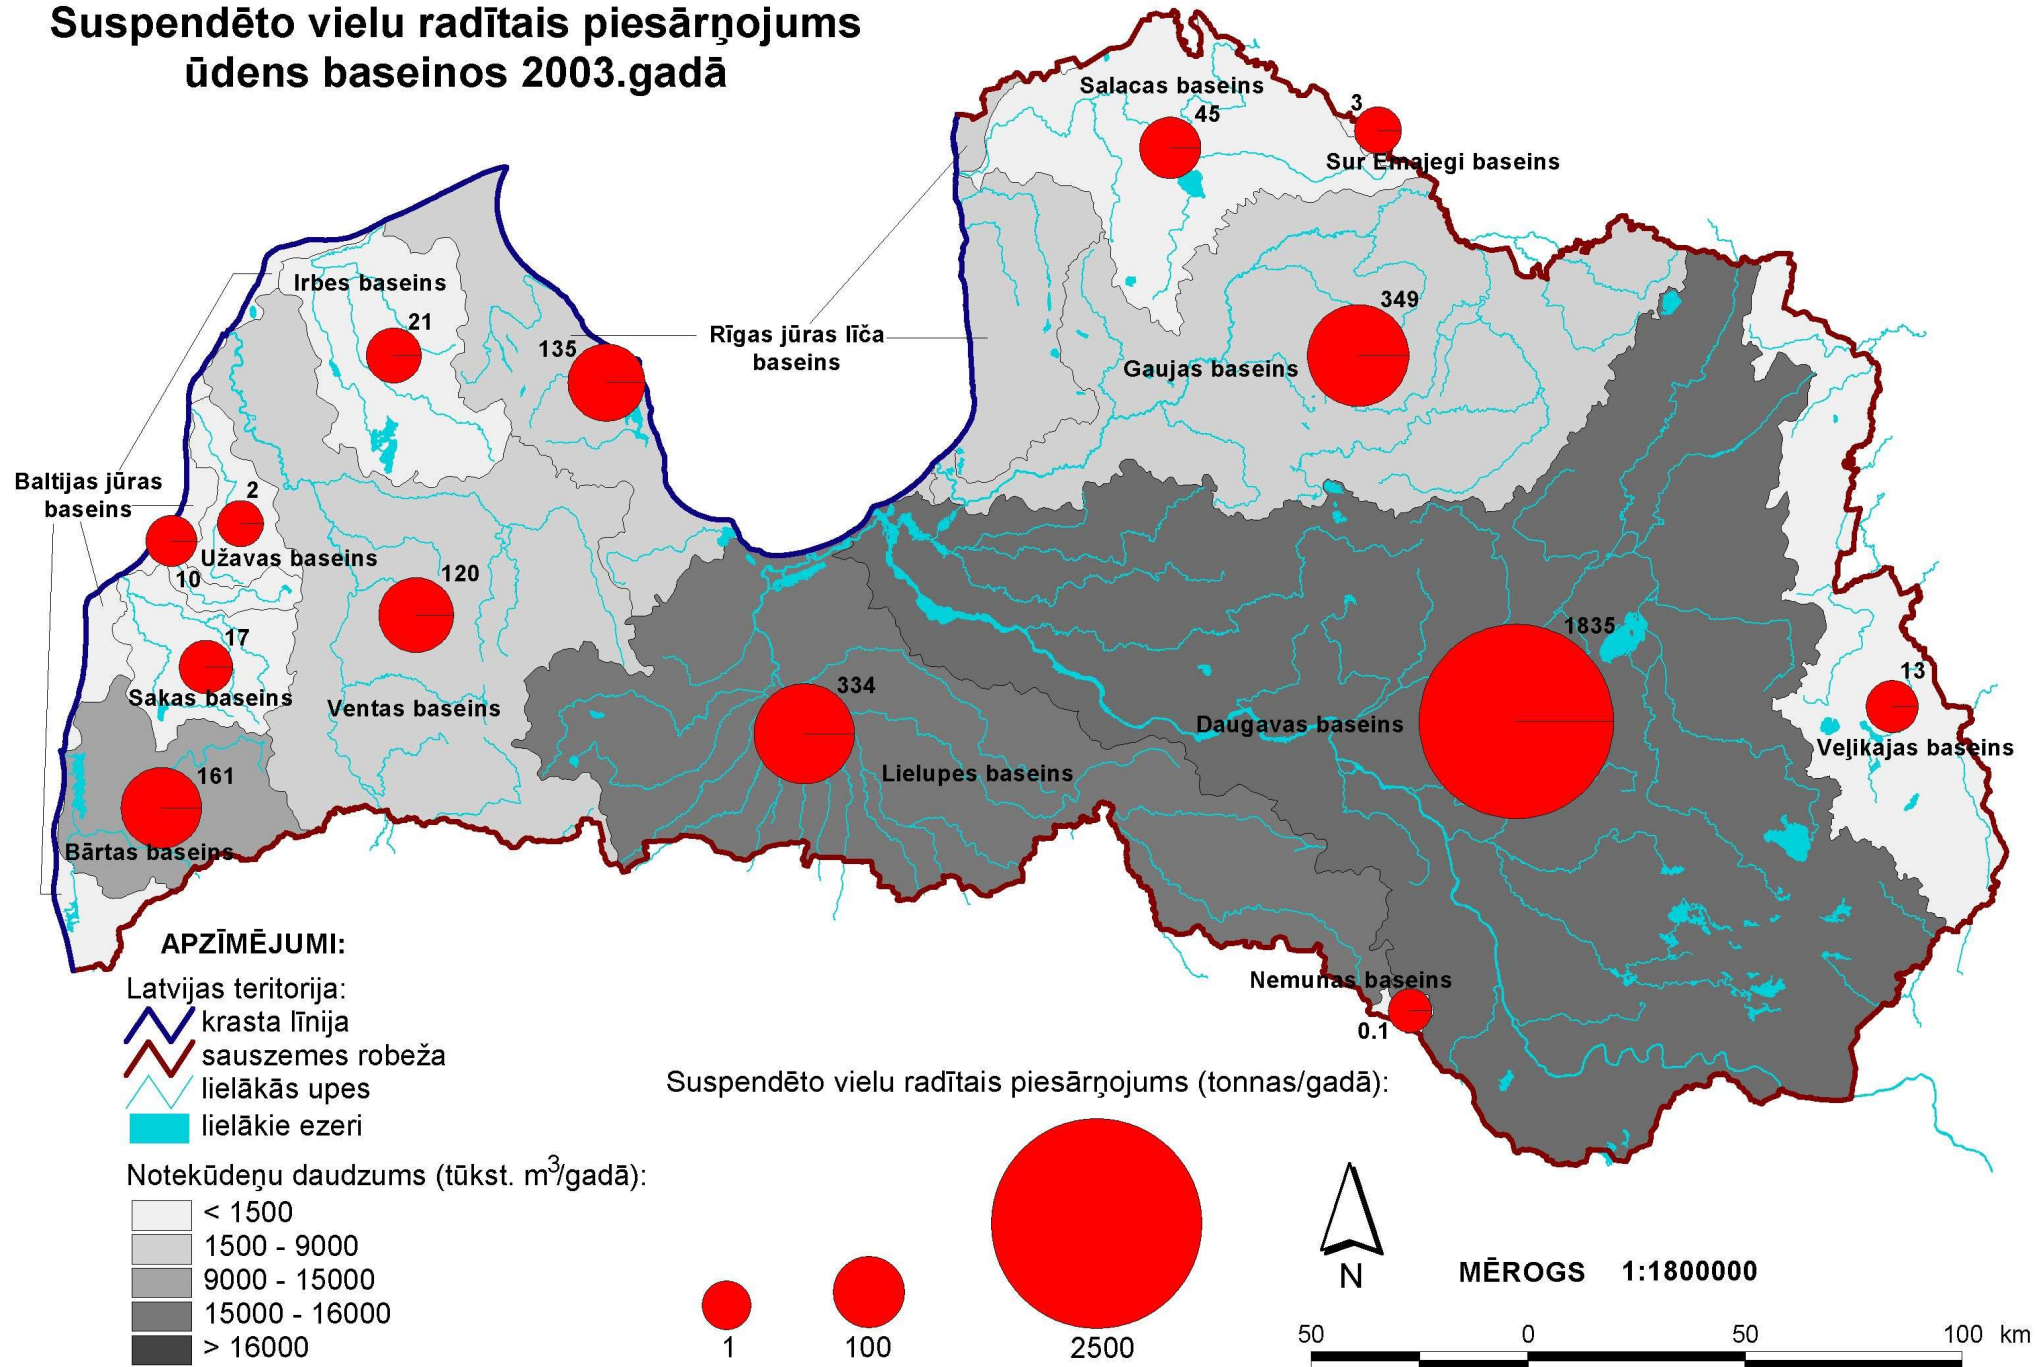 Suspendēto vielu radītais piesārņojums
ūdens baseinos 2003.gadā
Salacas baseins
45
3
Sur Emajegi baseins
Irbes baseins
21
135
Rīgas jūras līča
baseins
349
Gaujas baseins
Baltijas jūras
baseins
2
Užavas baseins
10
120
17
Sakas baseins
Ventas baseins
1835
13
334
Daugavas baseins
Veļikajas baseins
161
Lielupes baseins
Bārtas baseins
Nemunas baseins
0.1
APZĪMĒJUMI:
Latvijas teritorija:
krasta līnija
sauszemes robeža
lielākās upes
lielākie ezeri
Notekūdeņu daudzums (tūkst. m³/gadā):
< 1500
1500 - 9000
9000 - 15000
15000 - 16000
> 16000
Suspendēto vielu radītais piesārņojums (tonnas/gadā):
1
100
2500
N
MĒROGS 1:1800000
50 0 50 100 km